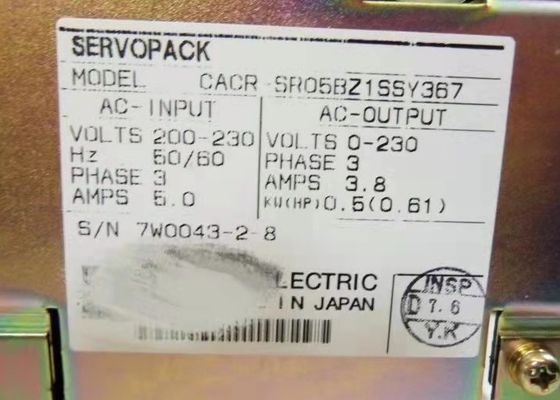 SERVOPACK
MODEL CACR-SR05BZ1SSY367
AC-INPUT
VOLTS 200-230
Hz 50/60
PHASE 3
AMPS 5.0
AC-OUTPUT
VOLTS 0-230
PHASE 3
AMPS 3.8
KW(HP) 0.5(0.61)
S/N 7W0043-2-8
LECTRIC
IN JAPAN
INSP
D 7.6
Y.K